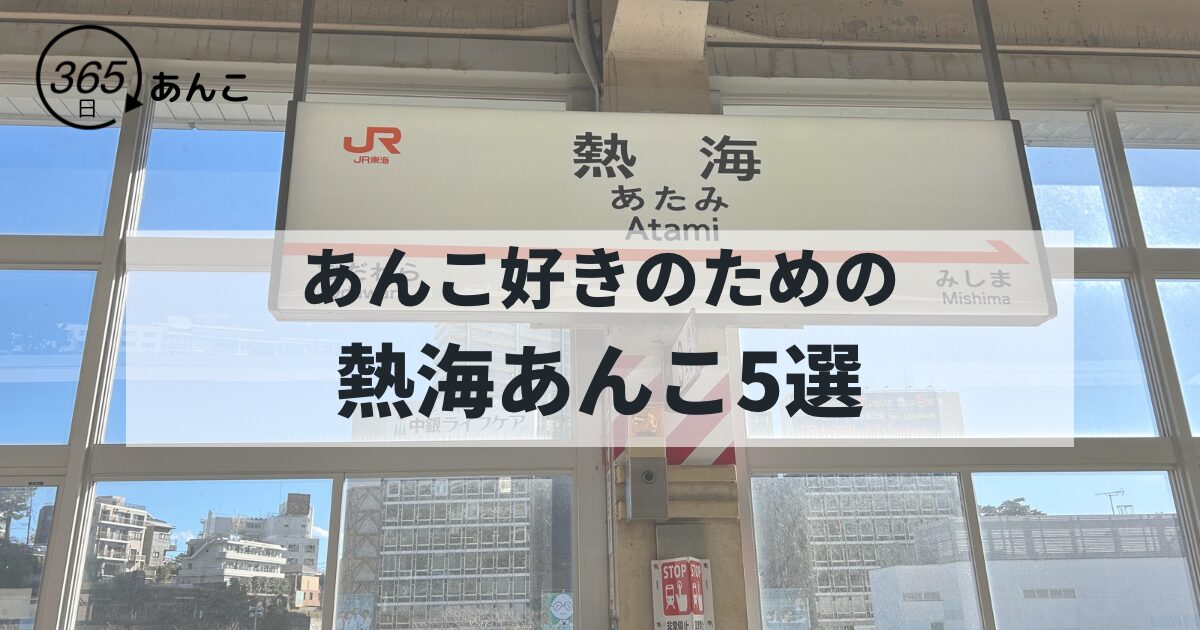 365
日
あんこ
JR
JR東海
熱 海
あたみ
Atami
みしま
Mishima
あんこ好きのための
熱海あんこ5選
中銀ライフケア
STOP
STOP